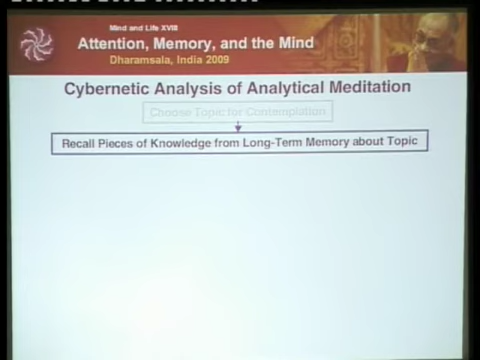 Mind and Life XVIII
Attention, Memory, and the Mind
Dharamsala, India 2009
Cybernetic Analysis of Analytical Meditation
Choose Topic for Contemplation
Recall Pieces of Knowledge from Long-Term Memory about Topic